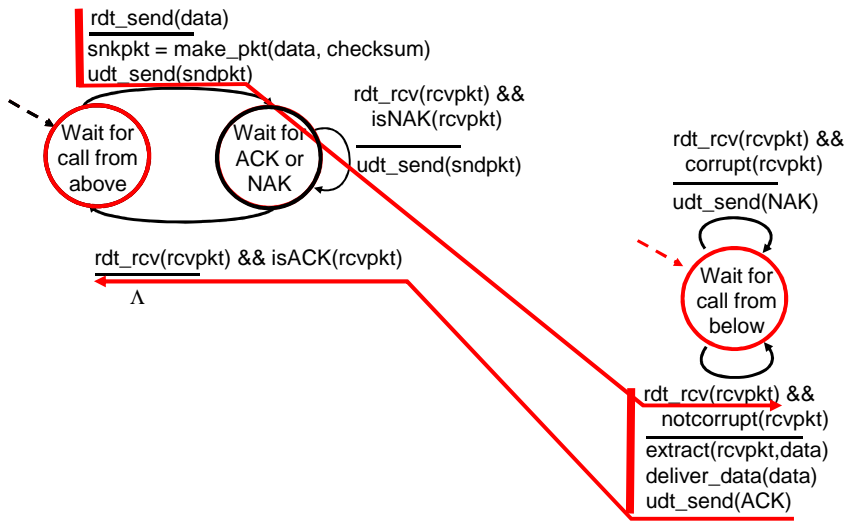 rdt_send(data)
snkpkt = make_pkt(data, checksum)
udt_send(sndpkt)
Wait for
call from
above
Wait for
ACK or
NAK
rdt_rcv(rcvpkt) &&
isNAK(rcvpkt)
udt_send(sndpkt)
rdt_rcv(rcvpkt) && isACK(rcvpkt)
Λ
rdt_rcv(rcvpkt) &&
corrupt(rcvpkt)
udt_send(NAK)
Wait for
call from
below
rdt_rcv(rcvpkt) &&
notcorrupt(rcvpkt)
extract(rcvpkt,data)
deliver_data(data)
udt_send(ACK)